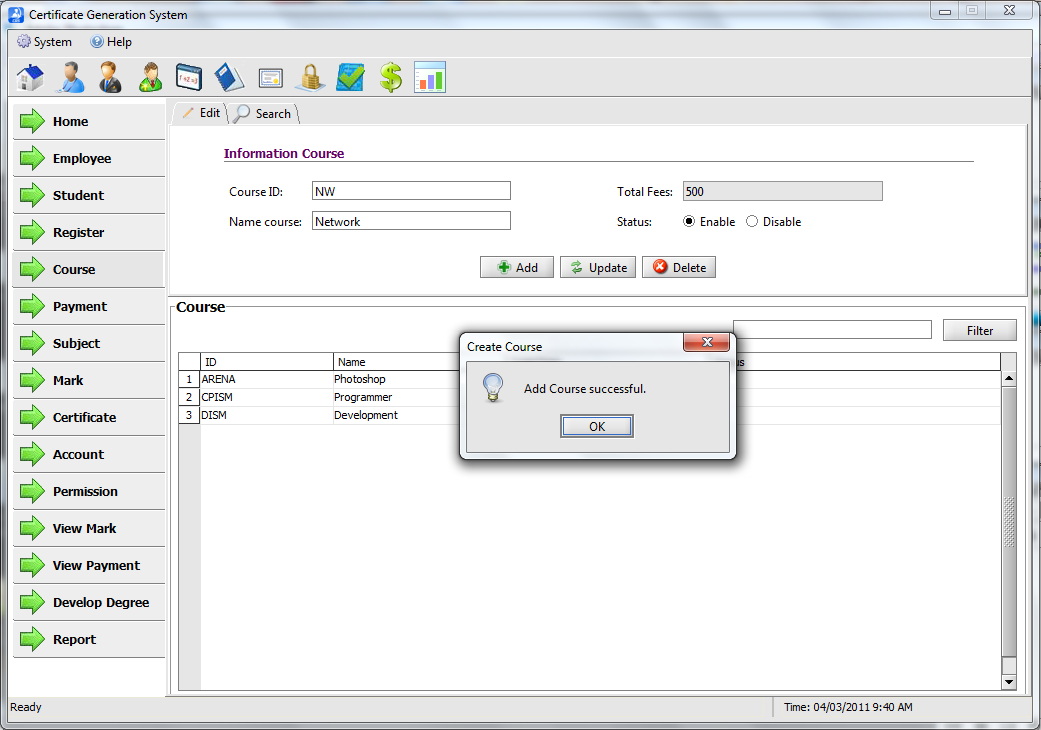 Certificate Generation System
System Help
Edit Search
Home
Employee
Student
Register
Course
Payment
Subject
Mark
Certificate
Account
Permission
View Mark
View Payment
Develop Degree
Report
Information Course
Course ID: NW Total Fees: 500
Name course: Network Status: Enable Disable
Add Update Delete
Course
Filter
ID Name
1 ARENA Photoshop
2 CPISM Programmer
3 DISM Development
Create Course
Add Course successful.
OK
Ready Time: 04/03/2011 9:40 AM